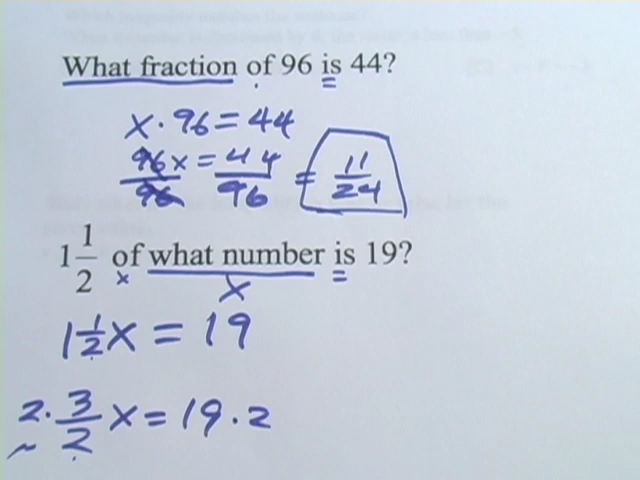 What fraction of 96 is 44?
x · 96 = 44
96x = 44
96 96 = 11/24
1 1/2 of what number is 19?
x x
1 1/2 x = 19
2 · 3/2 x = 19 · 2